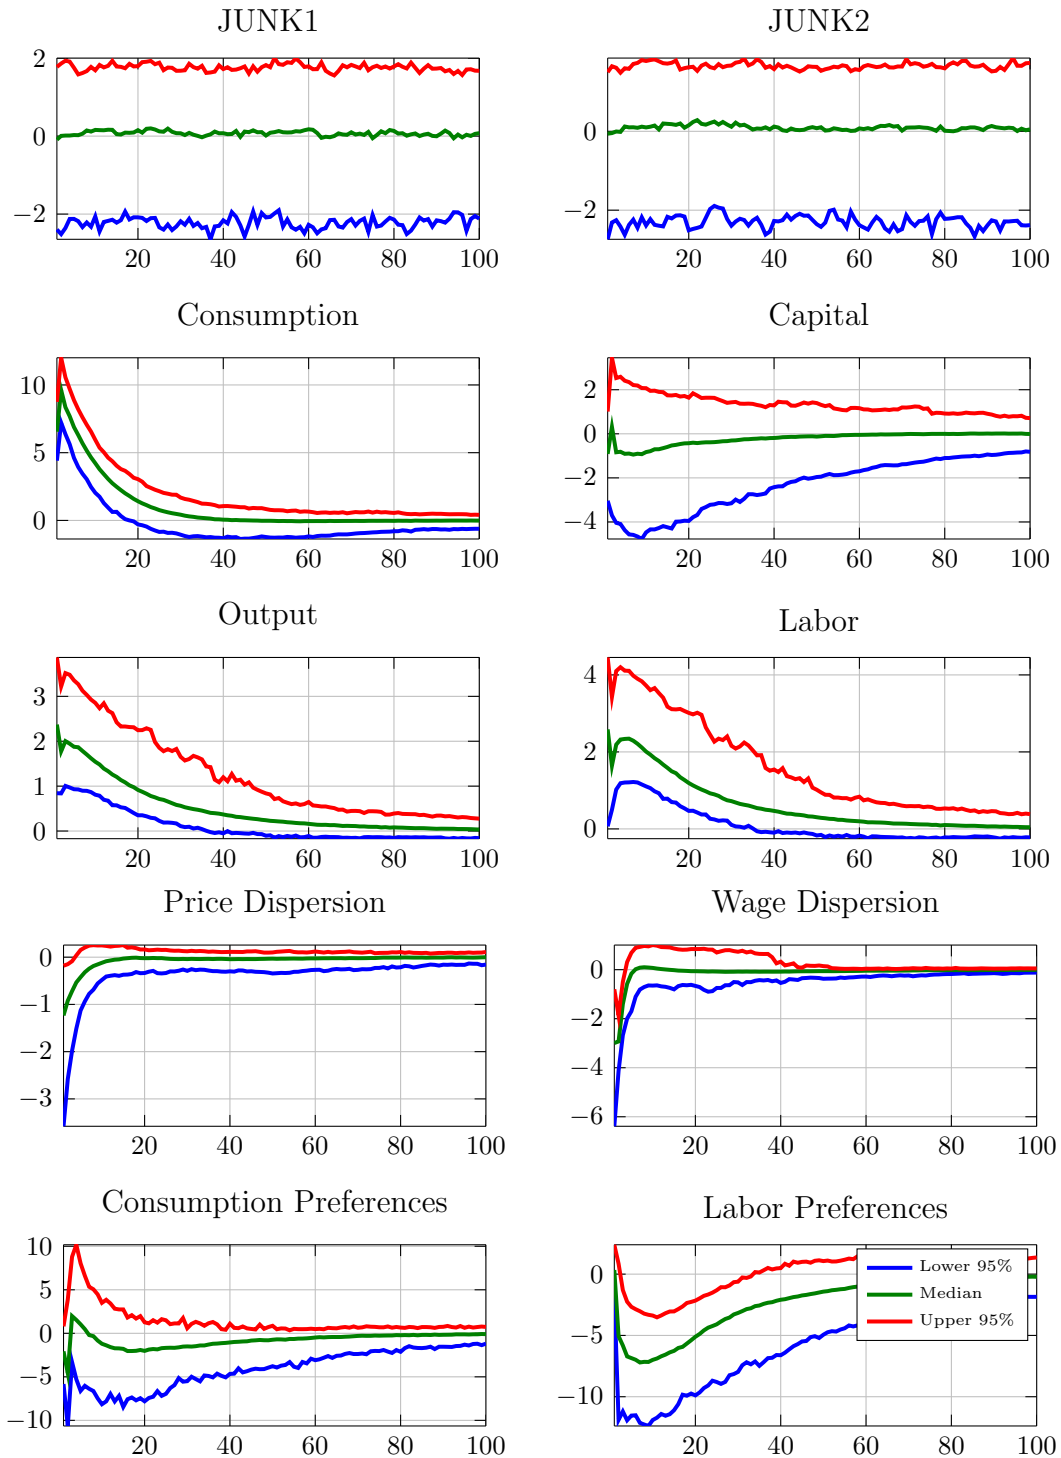 JUNK1 JUNK2
2
0
−2
20 40 60 80 100
0
−2
20 40 60 80 100
Consumption Capital
10
5
0
20 40 60 80 100
2
0
−2
−4
20 40 60 80 100
Output Labor
3
2
1
0
20 40 60 80 100
4
2
0
20 40 60 80 100
Price Dispersion Wage Dispersion
0
−1
−2
−3
20 40 60 80 100
0
−2
−4
−6
20 40 60 80 100
Consumption Preferences Labor Preferences
10
5
0
−5
−10
20 40 60 80 100
0
−5
−10
20 40 60 80 100
Lower 95%
Median
Upper 95%